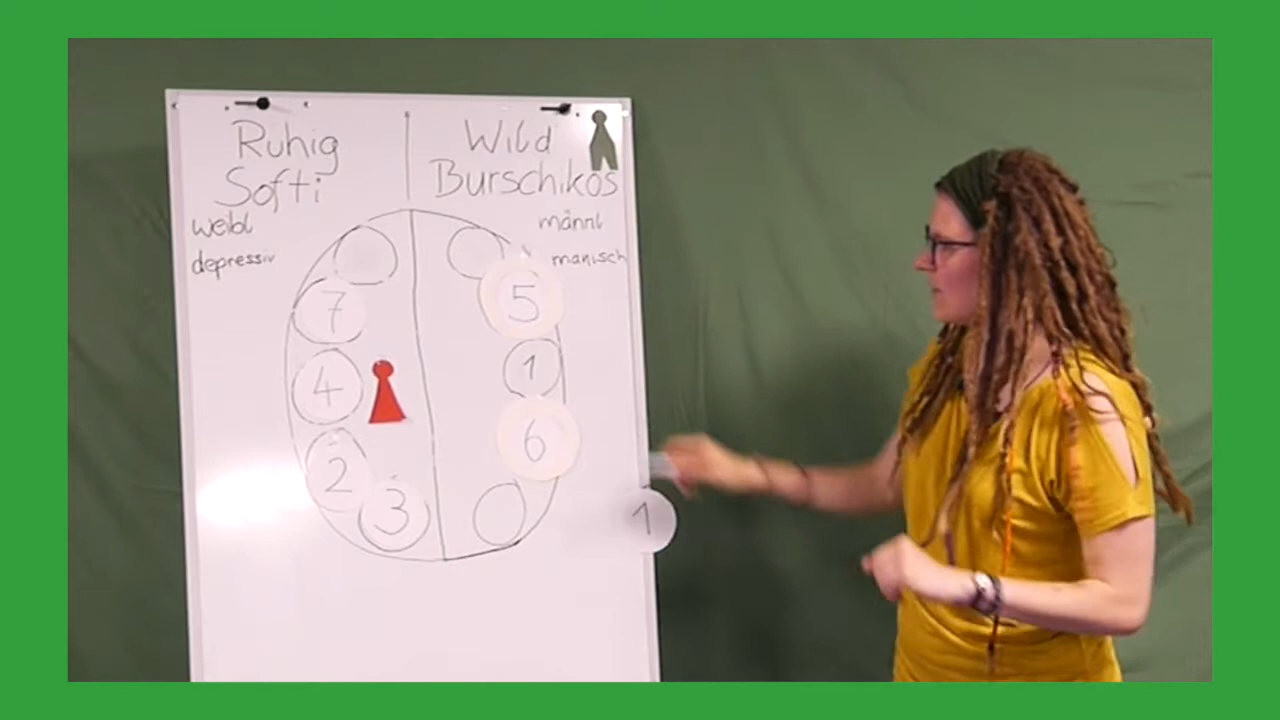 Ruhig
Softi
weibl
depressiv
Wild
Burschikos
männl
manisch
7
4
2
3
5
1
6
1